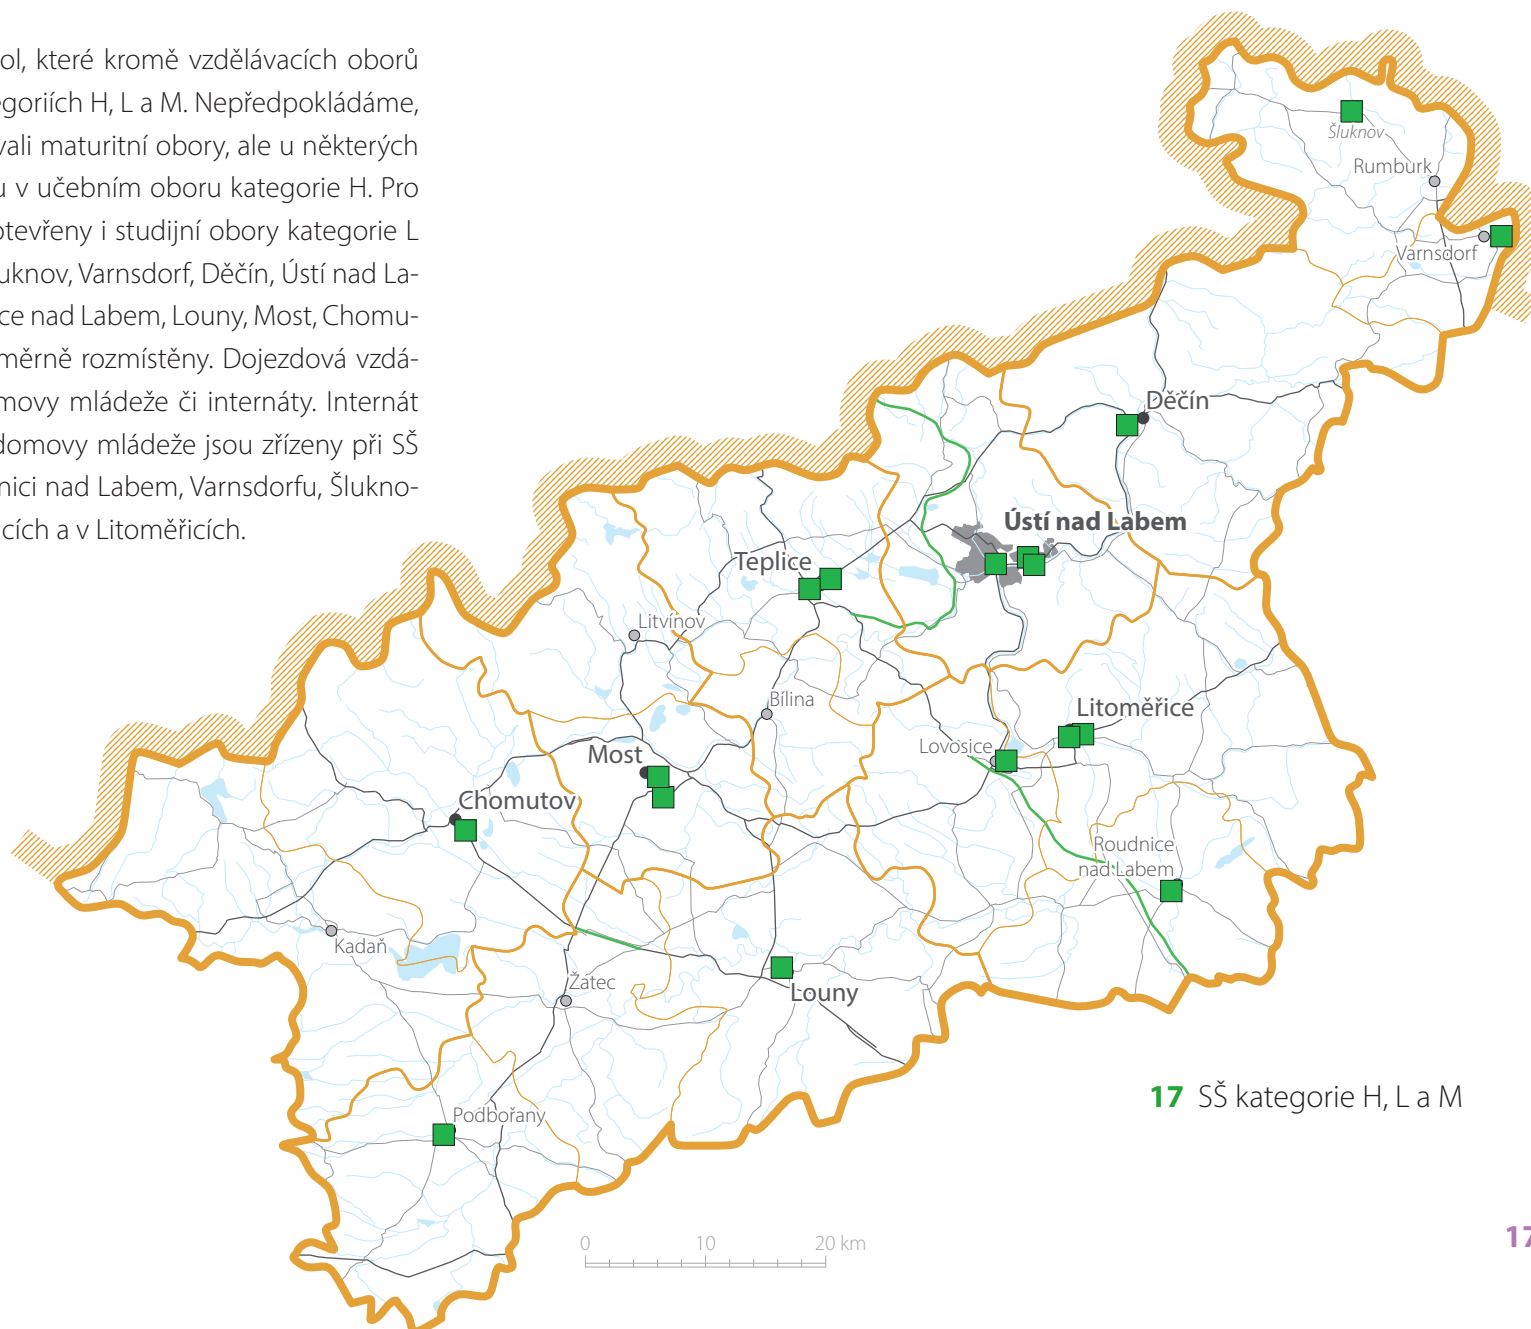 ol, které kromě vzdělávacích oborů
egoriích H, L a M. Nepředpokládáme,
vali maturitní obory, ale u některých
u v učebním oboru kategorie H. Pro
otevřeny i studijní obory kategorie L
luknov, Varnsdorf, Děčín, Ústí nad La-
ice nad Labem, Louny, Most, Chomu-
měrně rozmístěny. Dojezdová vzdá-
movy mládeže či internáty. Internát
domovy mládeže jsou zřízeny při SŠ
nici nad Labem, Varnsdorfu, Šlukno-
icích a v Litoměřicích.
Šluknov
Rumburk
Varnsdorf
Děčín
Ústí nad Labem
Teplice
Litvínov
Bílina
Litoměřice
Lovosice
Most
Chomutov
Roudnice
nad Labem
Kadaň
Žatec
Louny
Podbořany
17 SŠ kategorie H, L a M
0 10 20 km
17